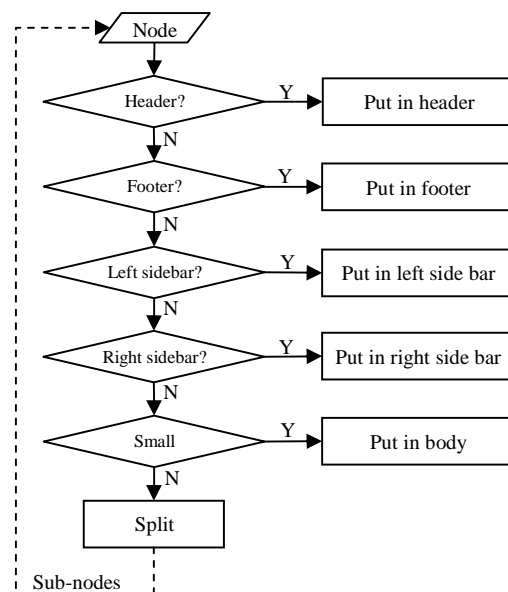 Node
Header?
Y
Put in header
N
Footer?
Y
Put in footer
N
Left sidebar?
Y
Put in left side bar
N
Right sidebar?
Y
Put in right side bar
N
Small
Y
Put in body
N
Split
Sub-nodes